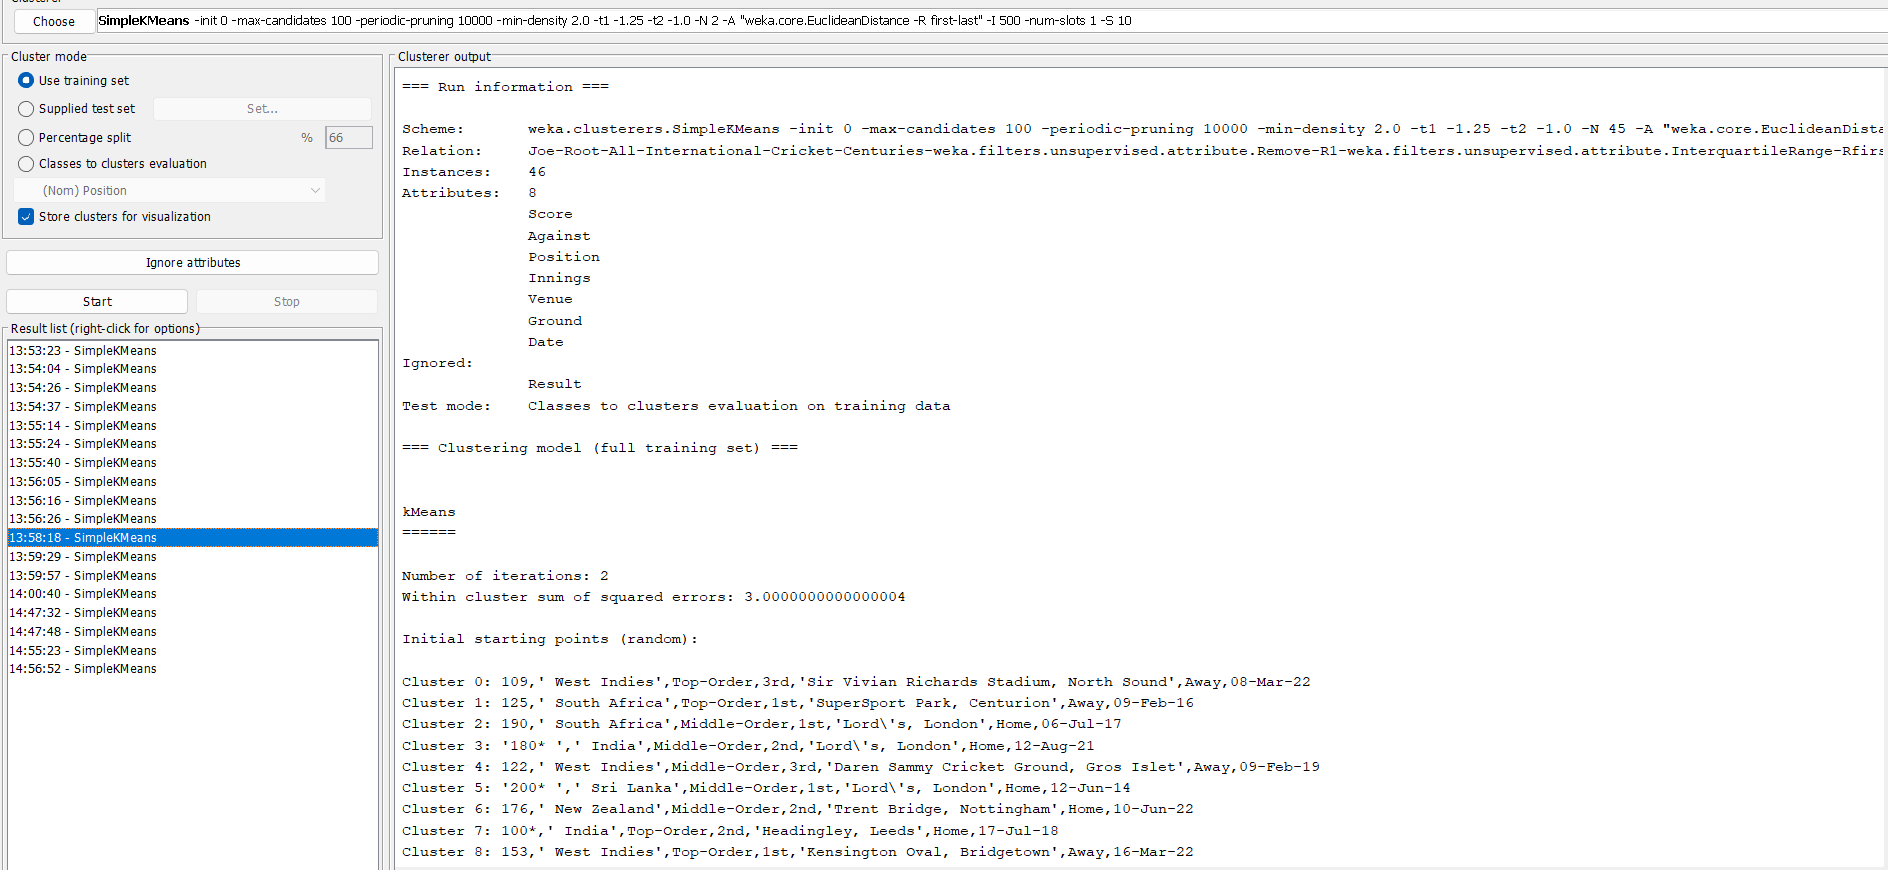 Clusterer
Choose SimpleKMeans -init 0 -max-candidates 100 -periodic-pruning 10000 -min-density 2.0 -t1 -1.25 -t2 -1.0 -N 2 -A "weka.core.EuclideanDistance -R first-last" -I 500 -num-slots 1 -S 10
Cluster mode
Use training set
Supplied test set Set...
Percentage split % 66
Classes to clusters evaluation
(Nom) Position
Store clusters for visualization
Ignore attributes
Start Stop
Result list (right-click for options)
13:53:23 - SimpleKMeans
13:54:04 - SimpleKMeans
13:54:26 - SimpleKMeans
13:54:37 - SimpleKMeans
13:55:14 - SimpleKMeans
13:55:24 - SimpleKMeans
13:55:40 - SimpleKMeans
13:56:05 - SimpleKMeans
13:56:16 - SimpleKMeans
13:56:26 - SimpleKMeans
13:58:18 - SimpleKMeans
13:59:29 - SimpleKMeans
13:59:57 - SimpleKMeans
14:00:40 - SimpleKMeans
14:47:32 - SimpleKMeans
14:47:48 - SimpleKMeans
14:55:23 - SimpleKMeans
14:56:52 - SimpleKMeans
Clusterer output
=== Run information ===
Scheme: weka.clusterers.SimpleKMeans -init 0 -max-candidates 100 -periodic-pruning 10000 -min-density 2.0 -t1 -1.25 -t2 -1.0 -N 45 -A "weka.core.EuclideanDista
Relation: Joe-Root-All-International-Cricket-Centuries-weka.filters.unsupervised.attribute.Remove-R1-weka.filters.unsupervised.attribute.InterquartileRange-Rfirs
Instances: 46
Attributes: 8
Score
Against
Position
Innings
Venue
Ground
Date
Ignored:
Result
Test mode: Classes to clusters evaluation on training data
=== Clustering model (full training set) ===
kMeans
======
Number of iterations: 2
Within cluster sum of squared errors: 3.0000000000000004
Initial starting points (random):
Cluster 0: 109,' West Indies',Top-Order,3rd,'Sir Vivian Richards Stadium, North Sound',Away,08-Mar-22
Cluster 1: 125,' South Africa',Top-Order,1st,'SuperSport Park, Centurion',Away,09-Feb-16
Cluster 2: 190,' South Africa',Middle-Order,1st,'Lord\'s, London',Home,06-Jul-17
Cluster 3: '180* ',' India',Middle-Order,2nd,'Lord\'s, London',Home,12-Aug-21
Cluster 4: 122,' West Indies',Middle-Order,3rd,'Daren Sammy Cricket Ground, Gros Islet',Away,09-Feb-19
Cluster 5: '200* ',' Sri Lanka',Middle-Order,1st,'Lord\'s, London',Home,12-Jun-14
Cluster 6: 176,' New Zealand',Middle-Order,2nd,'Trent Bridge, Nottingham',Home,10-Jun-22
Cluster 7: 100*,' India',Top-Order,2nd,'Headingley, Leeds',Home,17-Jul-18
Cluster 8: 153,' West Indies',Top-Order,1st,'Kensington Oval, Bridgetown',Away,16-Mar-22